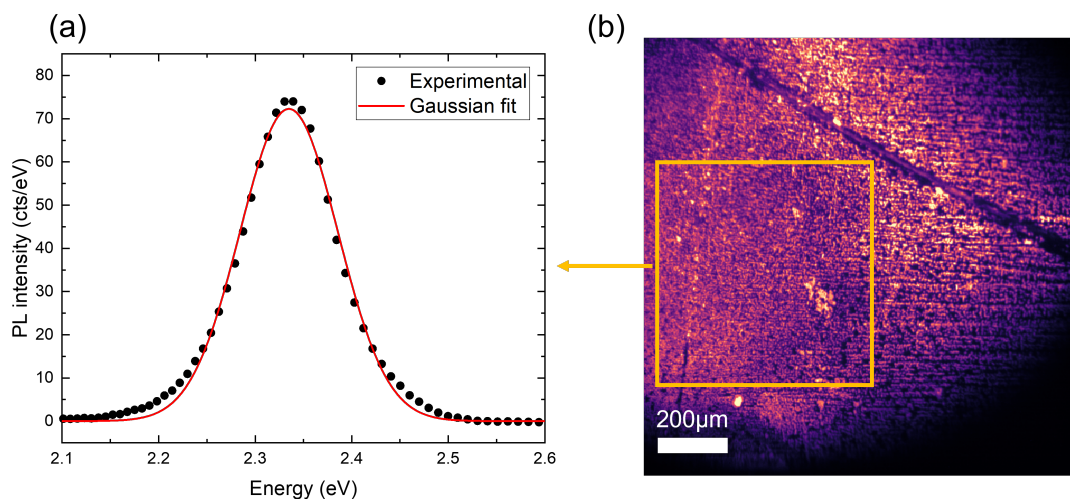 (a)
80
70
60
50
40
30
20
10
0
PL intensity (cts/eV)
Experimental
Gaussian fit
2.1
2.2
2.3
2.4
2.5
2.6
Energy (eV)
(b)
200μm